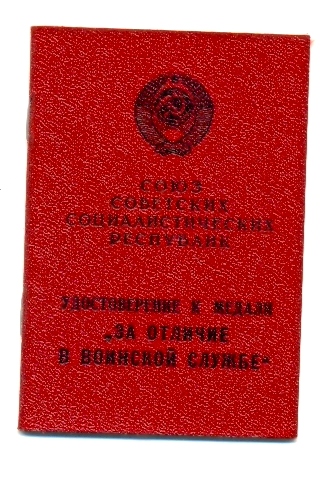 СОЮЗ
СОВЕТСКИХ
СОЦИАЛИСТИЧЕСКИХ
РЕСПУБЛИК
УДОСТОВЕРЕНИЕ К МЕДАЛИ
„ЗА ОТЛИЧИЕ
В ВОИНСКОЙ СЛУЖБЕ“